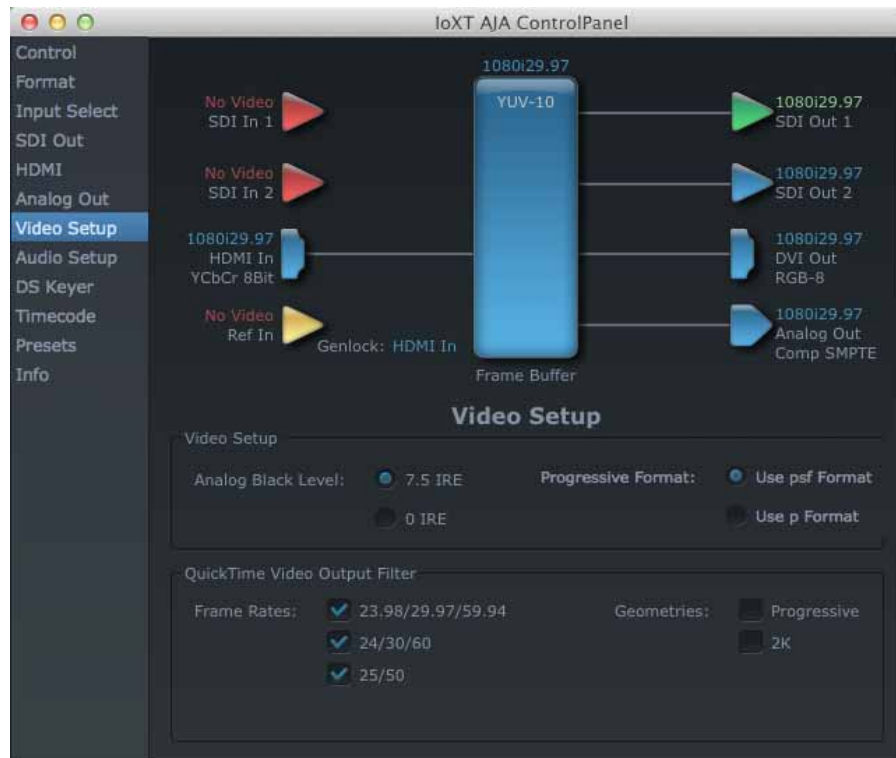 IoXT AJA ControlPanel
Control
Format
Input Select
SDI Out
HDMI
Analog Out
Video Setup
Audio Setup
DS Keyer
Timecode
Presets
Info
1080i29.97
YUV-10
Frame Buffer
No Video
SDI In 1
No Video
SDI In 2
1080i29.97
HDMI In
YCbCr 8Bit
No Video
Ref In
Genlock: HDMI In
1080i29.97
SDI Out 1
1080i29.97
SDI Out 2
1080i29.97
DVI Out
RGB-8
1080i29.97
Analog Out
Comp SMPTE
Video Setup
Video Setup
Analog Black Level:
7.5 IRE
0 IRE
Progressive Format:
Use psf Format
Use p Format
QuickTime Video Output Filter
Frame Rates:
23.98/29.97/59.94
24/30/60
25/50
Geometries:
Progressive
2K